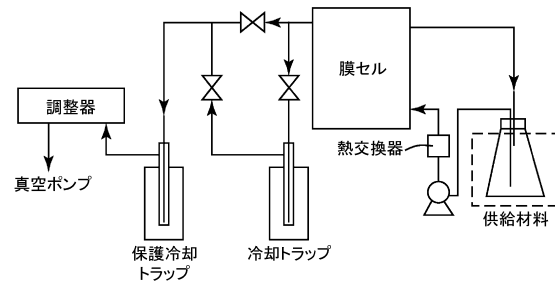 膜セル
調整器
熱交換器
真空ポンプ
供給材料
保護冷却
トラップ
冷却トラップ